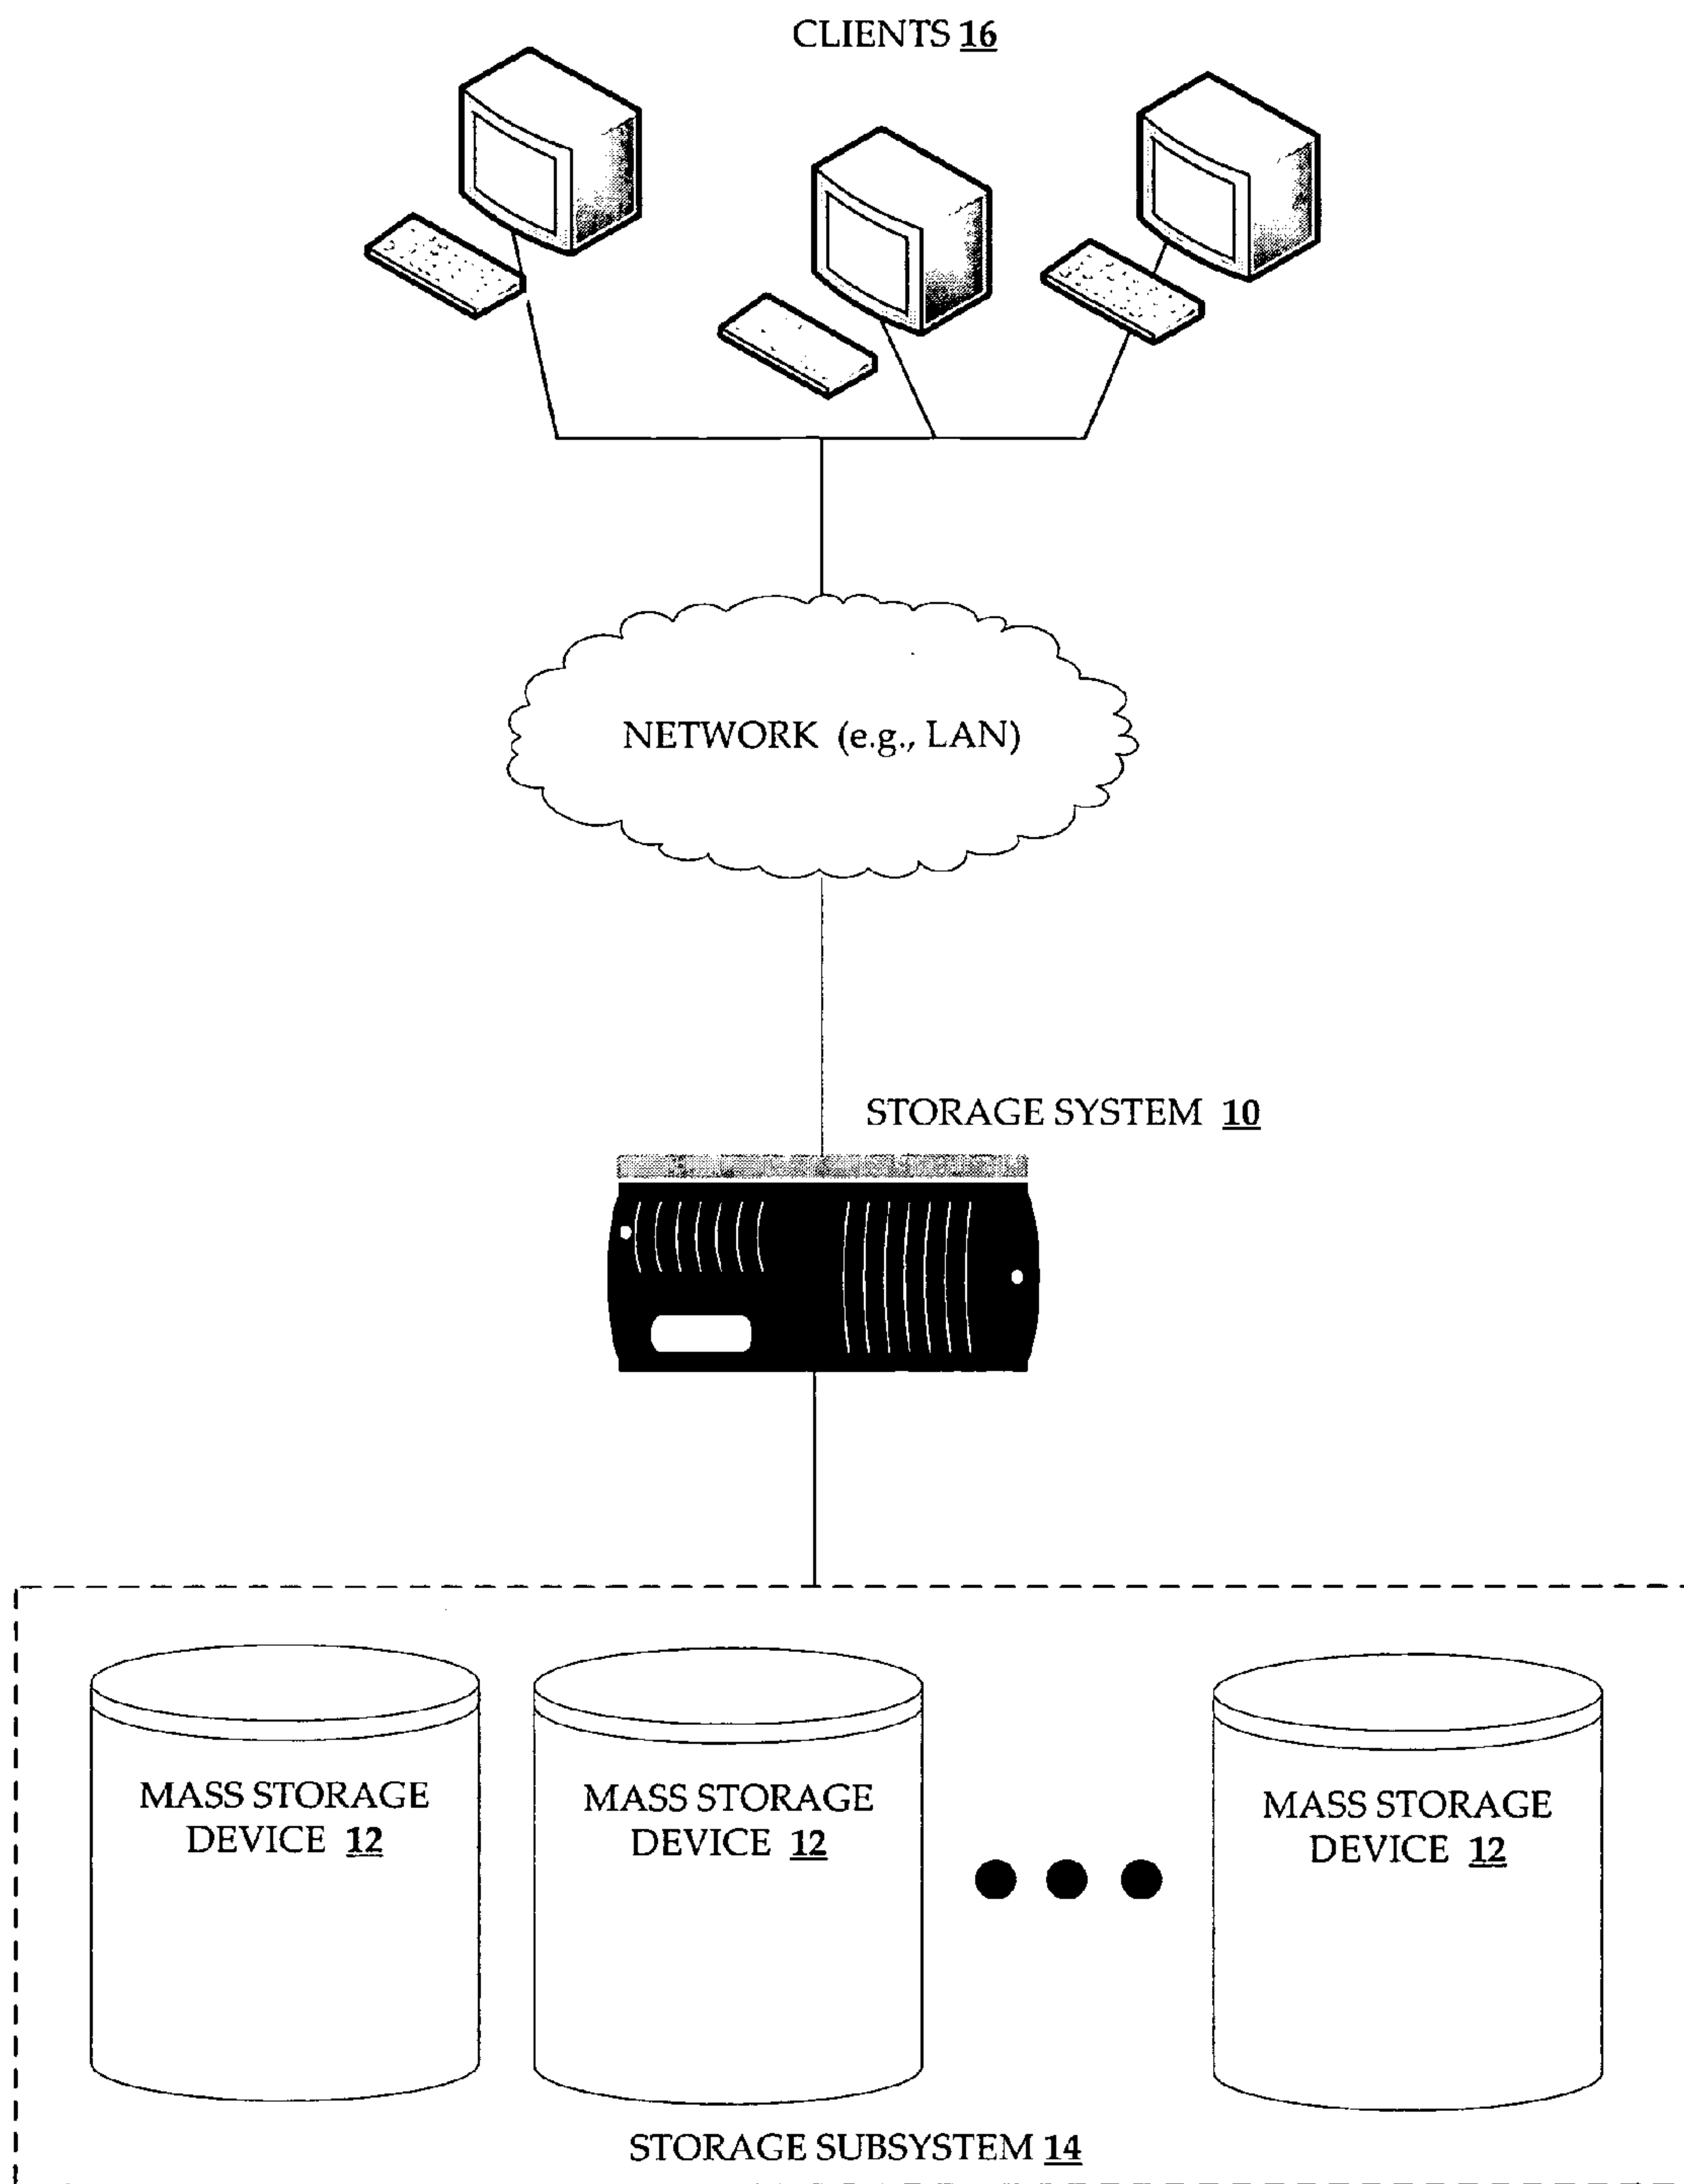 CLIENTS 16
NETWORK (e.g., LAN)
STORAGE SYSTEM 10
MASS STORAGE
DEVICE 12
MASS STORAGE
DEVICE 12
MASS STORAGE
DEVICE 12
STORAGE SUBSYSTEM 14